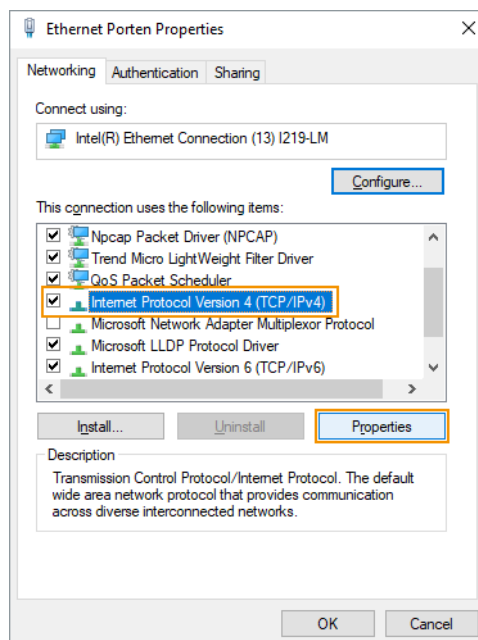 Ethernet Porten Properties
Networking Authentication Sharing
Connect using:
Intel(R) Ethernet Connection (13) I219-LM
Configure...
This connection uses the following items:
Npcap Packet Driver (NPCAP)
Trend Micro LightWeight Filter Driver
QoS Packet Scheduler
Internet Protocol Version 4 (TCP/IPv4)
Microsoft Network Adapter Multiplexor Protocol
Microsoft LLDP Protocol Driver
Internet Protocol Version 6 (TCP/IPv6)
Install... Uninstall Properties
Description
Transmission Control Protocol/Internet Protocol. The default
wide area network protocol that provides communication
across diverse interconnected networks.
OK Cancel